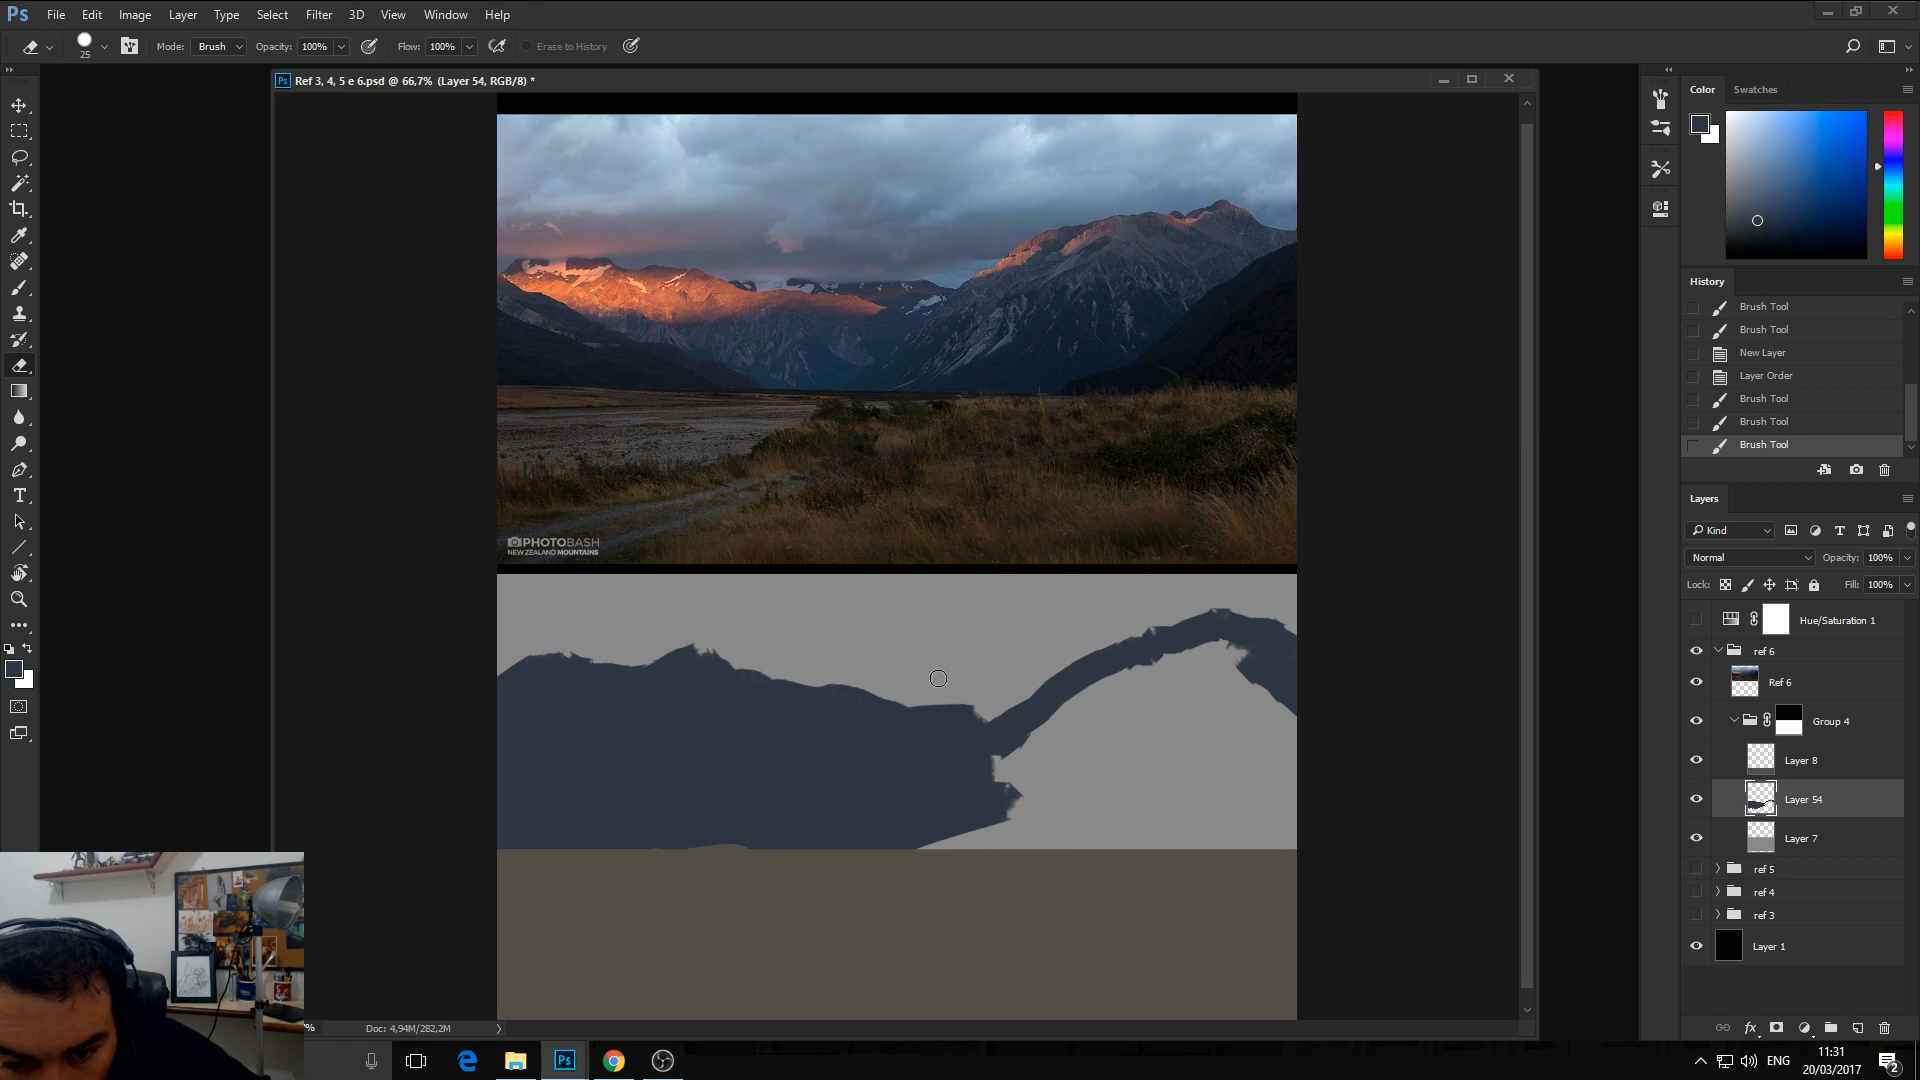 Ps File Edit Image Layer Type Select Filter 3D View Window Help
25 Mode: Brush Opacity: 100% Flow: 100% Erase to History
Ps Ref 3, 4, 5 e 6.psd @ 66,7% (Layer 54, RGB/8) *
PHOTOBASH
NEW ZEALAND MOUNTAINS
% Doc: 4,94M/282,2M
Color Swatches
History
Brush Tool
Brush Tool
New Layer
Layer Order
Brush Tool
Brush Tool
Brush Tool
Layers
Kind
Normal Opacity: 100%
Lock: Fill: 100%
Hue/Saturation 1
ref 6
Ref 6
Group 4
Layer 8
Layer 54
Layer 7
ref 5
ref 4
ref 3
Layer 1
fx
Ps
ENG
11:31
20/03/2017
2